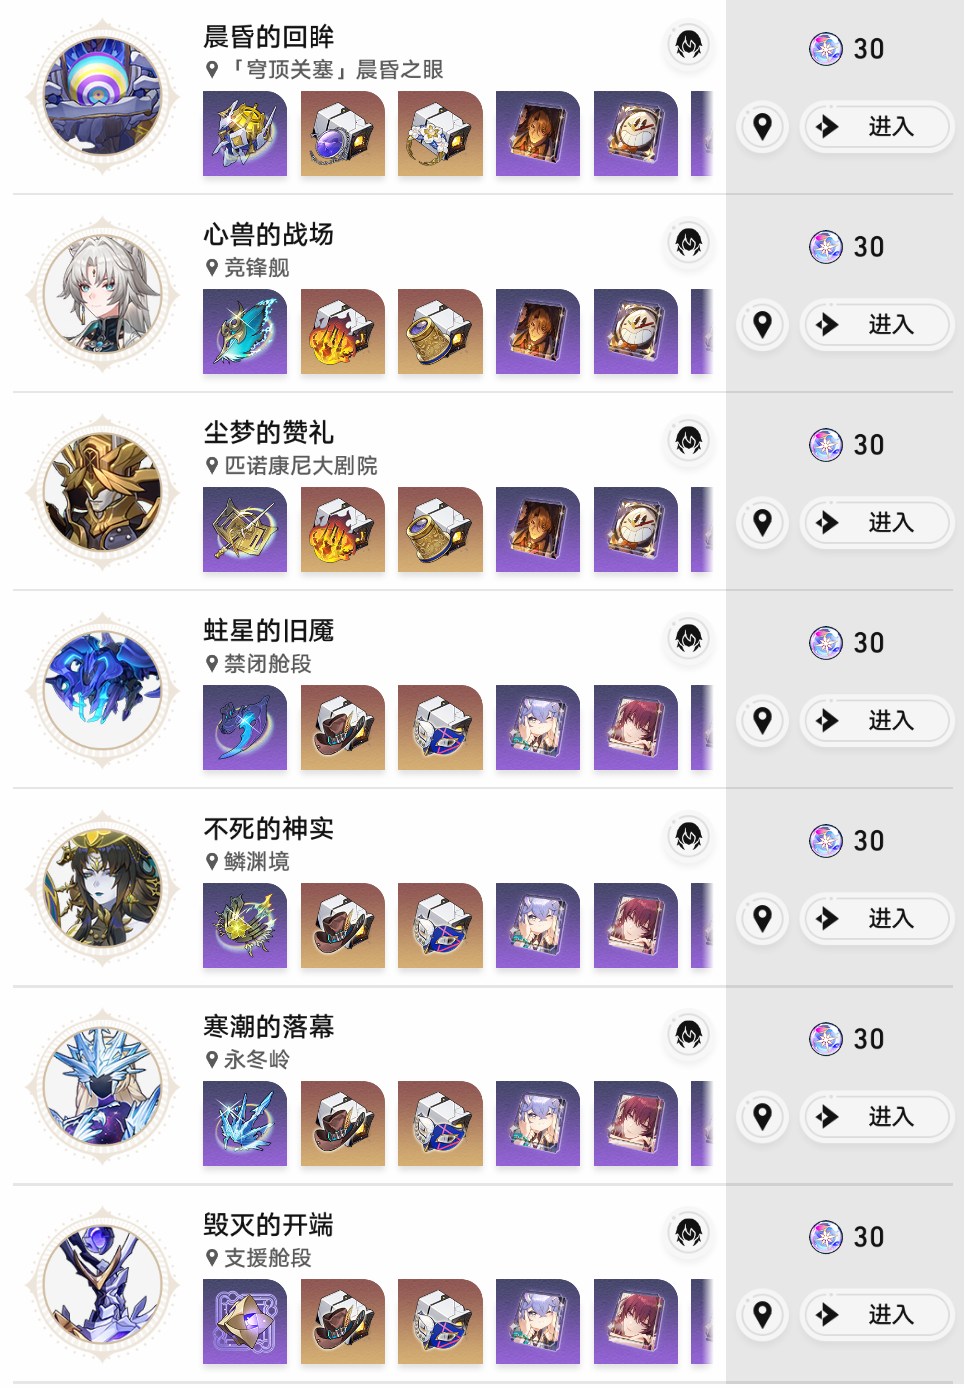 晨昏的回眸
30
「穹顶关塞」晨昏之眼
进入
心兽的战场
30
竞锋舰
进入
尘梦的赞礼
30
匹诺康尼大剧院
进入
蛀星的旧魇
30
禁闭舱段
进入
不死的神实
30
鳞渊境
进入
寒潮的落幕
30
永冬岭
进入
毁灭的开端
30
支援舱段
进入